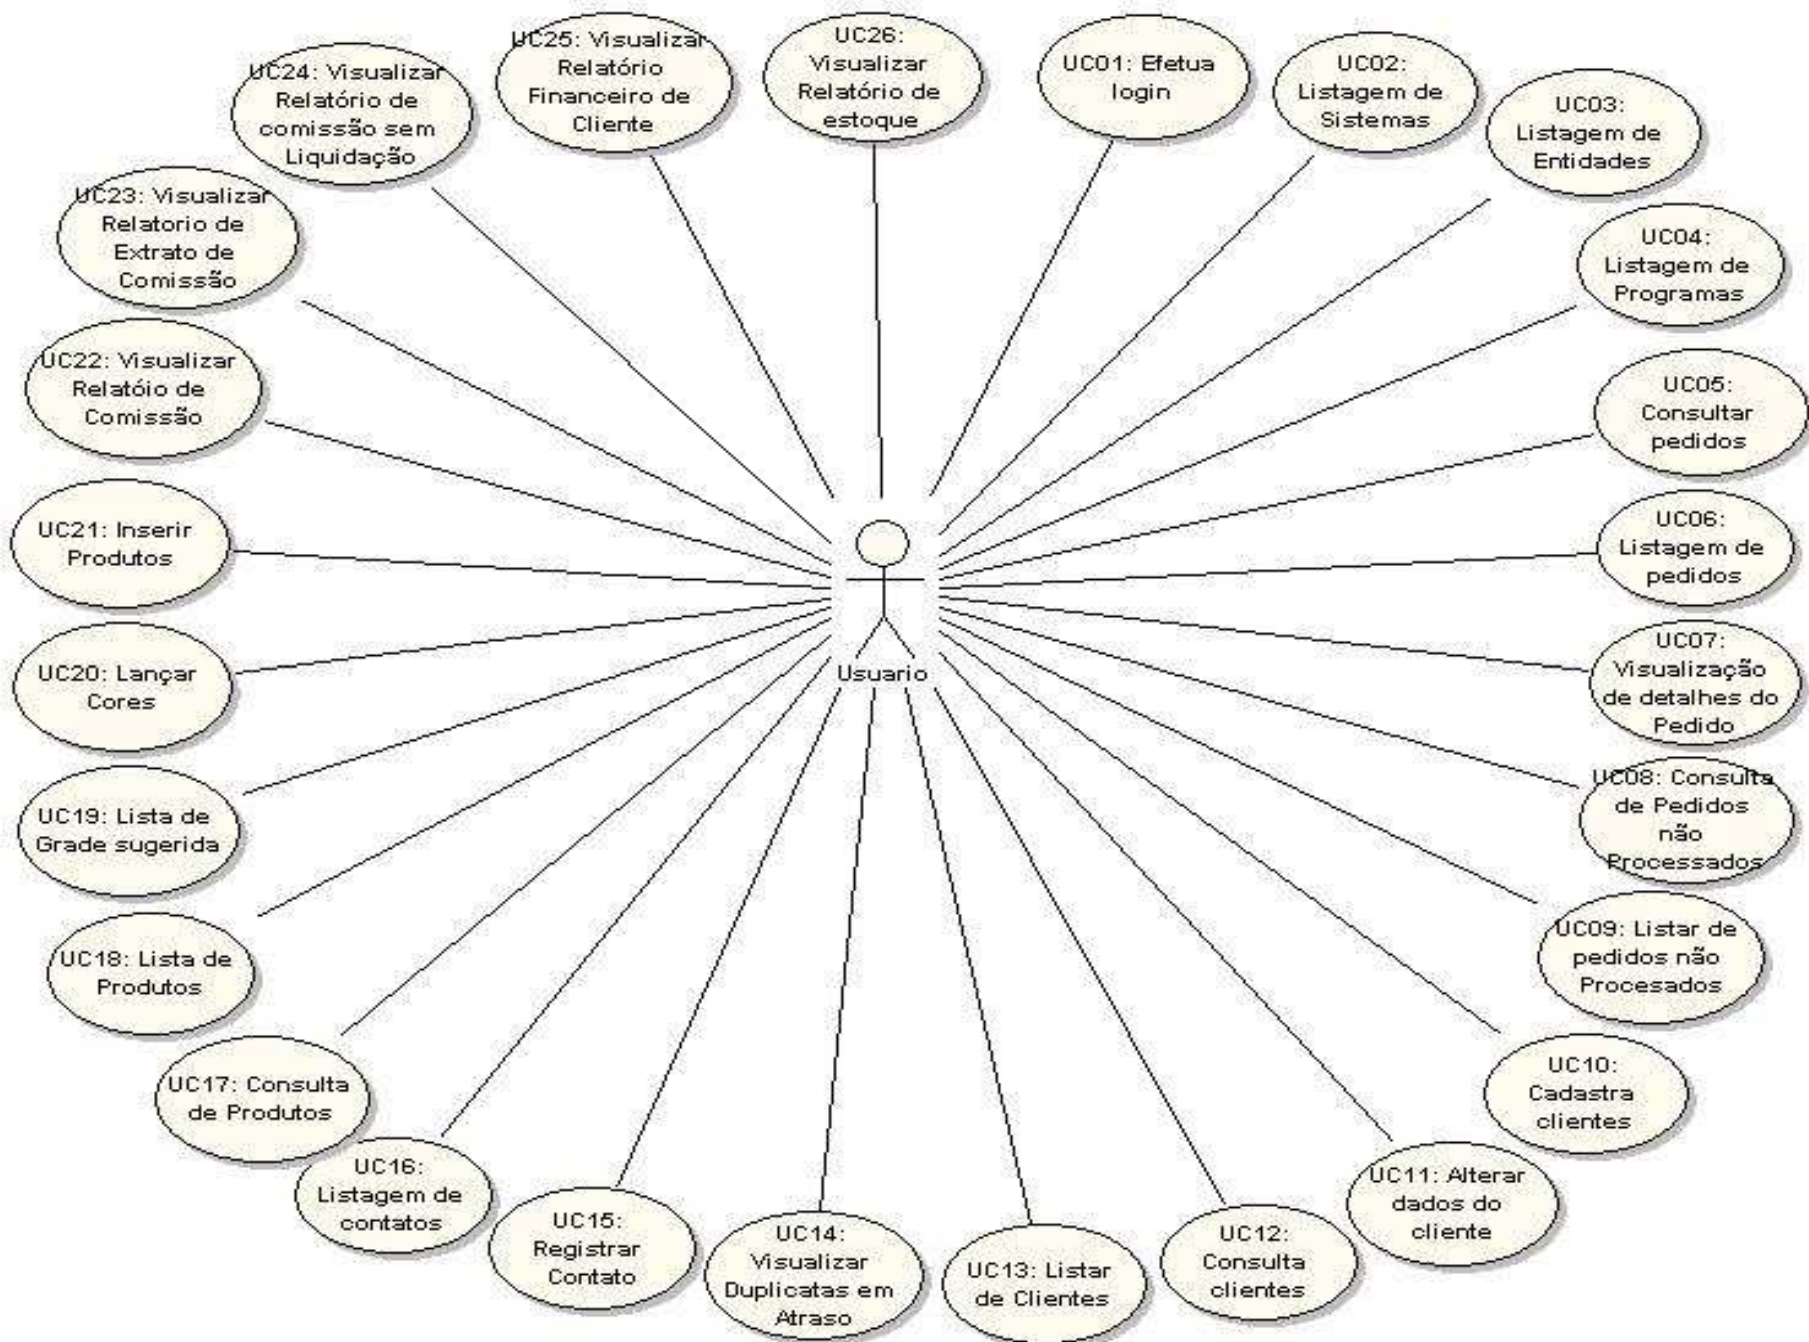 UC01: Efetua
login
UC02:
Listagem de
Sistemas
UC03:
Listagem de
Entidades
UC04:
Listagem de
Programas
UC05:
Consultar
pedidos
UC06:
Listagem de
pedidos
UC07:
Visualização
de detalhes do
Pedido
UC08: Consulta
de Pedidos
não
Processados
UC09: Listar de
pedidos não
Procesados
UC10:
Cadastra
clientes
UC11: Alterar
dados do
cliente
UC12:
Consulta
clientes
UC13: Listar
de Clientes
UC14:
Visualizar
Duplicatas em
Atraso
UC15:
Registrar
Contato
UC16:
Listagem de
contatos
UC17: Consulta
de Produtos
UC18: Lista de
Produtos
UC19: Lista de
Grade sugerida
UC20: Lançar
Cores
UC21: Inserir
Produtos
UC22: Visualizar
Relatóio de
Comissão
UC23: Visualizar
Relatorio de
Extrato de
Comissão
UC24: Visualizar
Relatório de
comissão sem
Liquidação
UC25: Visualizar
Relatório
Financeiro de
Cliente
UC26:
Visualizar
Relatório de
estoque
Usuario